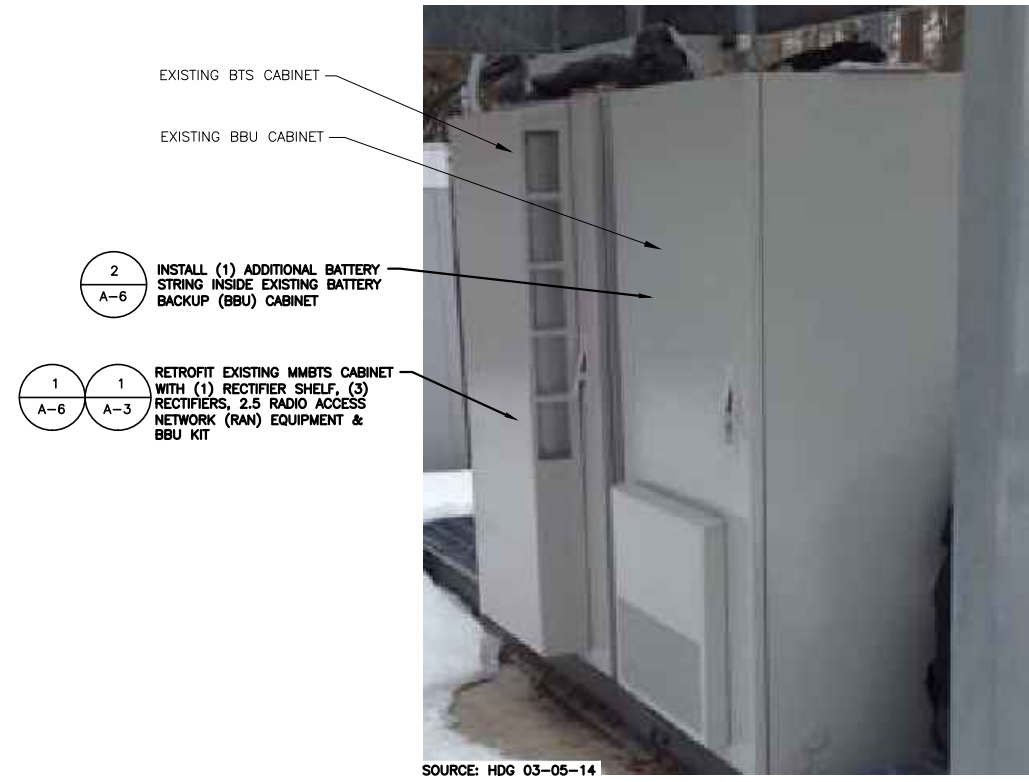 EXISTING BTS CABINET
EXISTING BBU CABINET
2
A-6
INSTALL (1) ADDITIONAL BATTERY
STRING INSIDE EXISTING BATTERY
BACKUP (BBU) CABINET
1
A-6
1
A-3
RETROFIT EXISTING MMBTS CABINET
WITH (1) RECTIFIER SHELF, (3)
RECTIFIERS, 2.5 RADIO ACCESS
NETWORK (RAN) EQUIPMENT &
BBU KIT
SOURCE: HDG 03-05-14